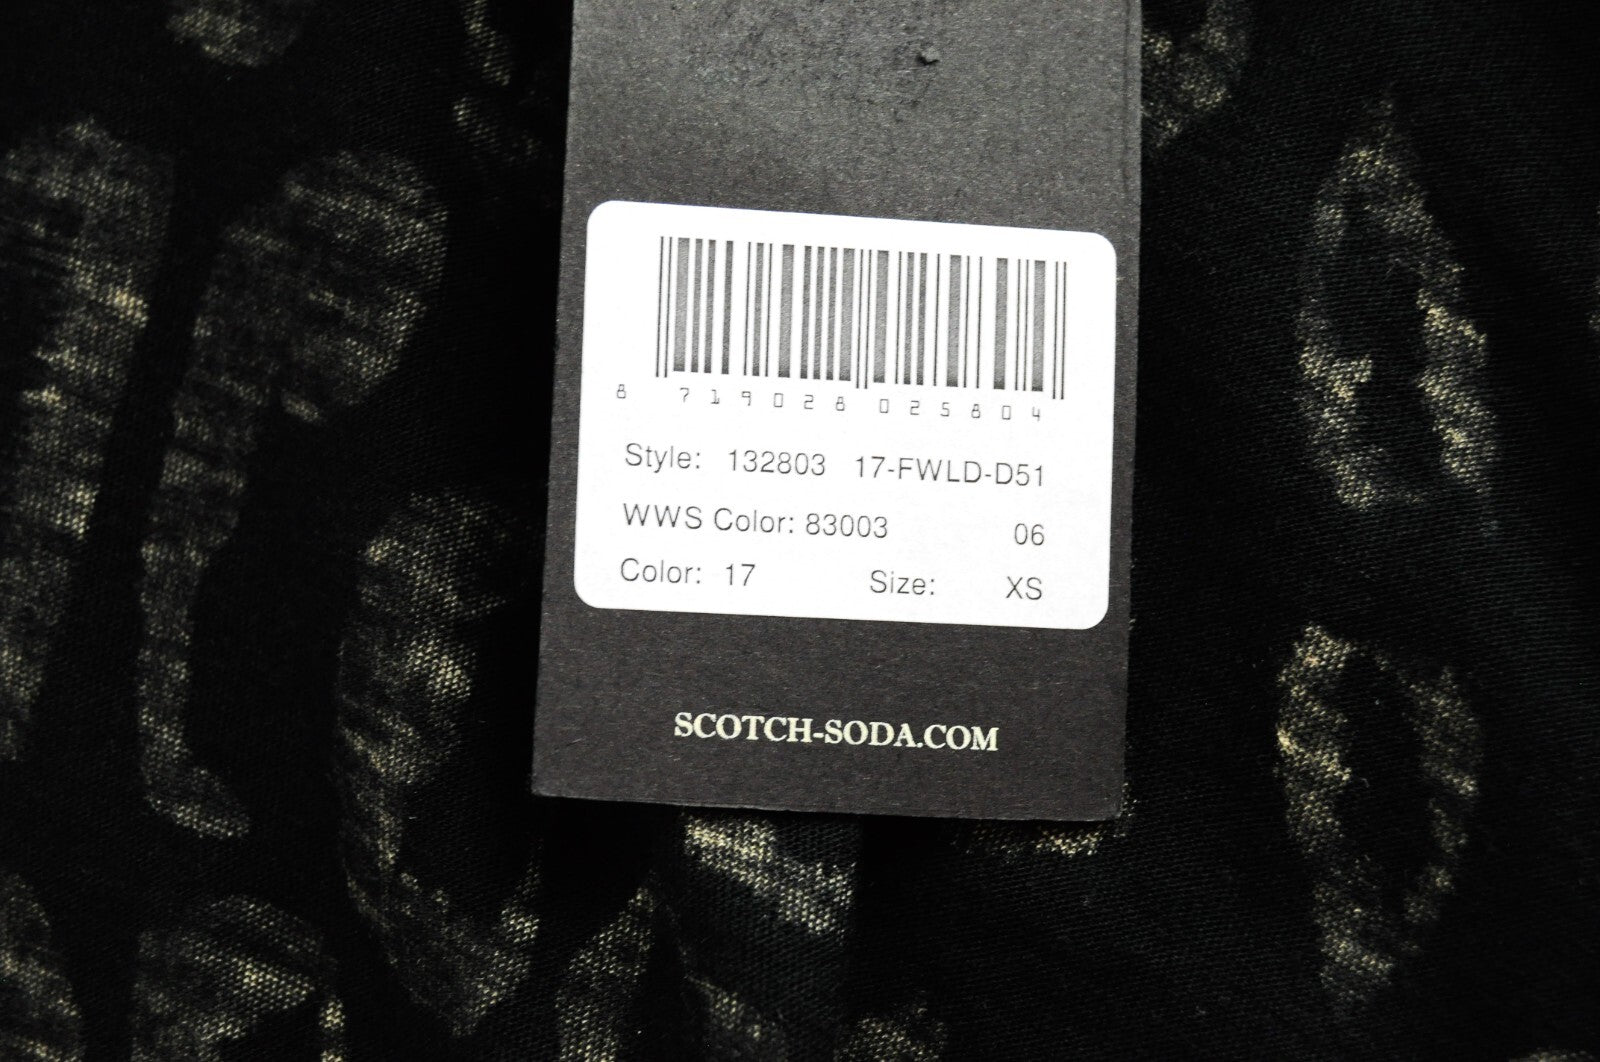 8 719028 025804
Style: 132803 17-FWLD-D51
WWS Color: 83003 06
Color: 17 Size: XS
SCOTCH-SODA.COM